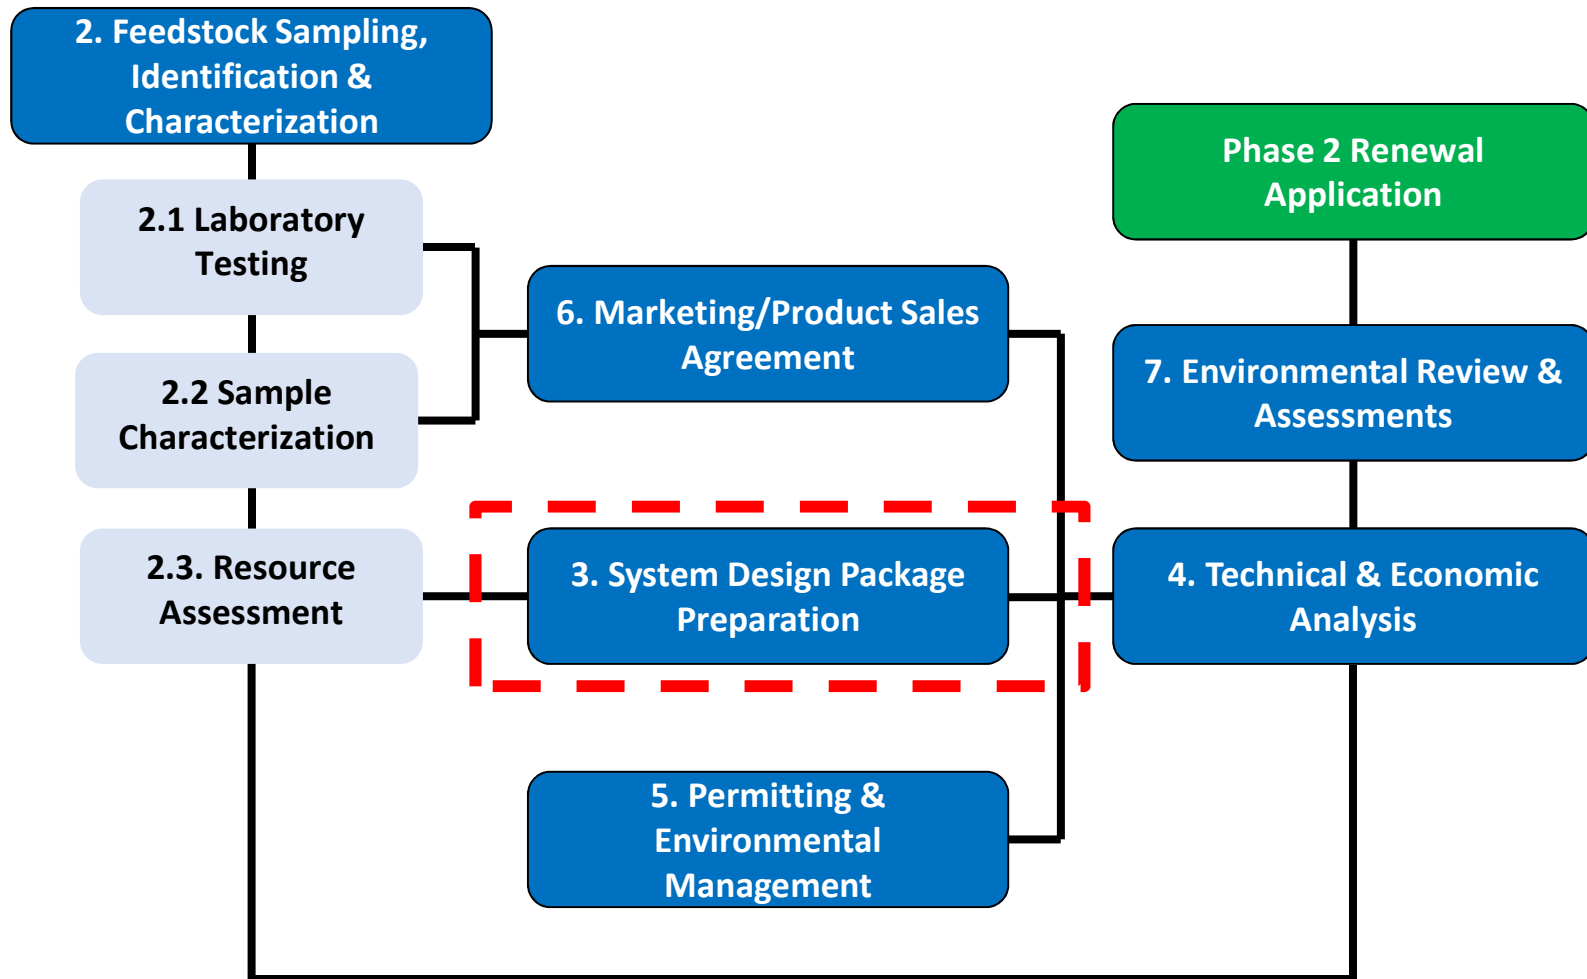 2. Feedstock Sampling,
Identification &
Characterization
2.1 Laboratory
Testing
2.2 Sample
Characterization
2.3. Resource
Assessment
6. Marketing/Product Sales
Agreement
3. System Design Package
Preparation
5. Permitting &
Environmental
Management
Phase 2 Renewal
Application
7. Environmental Review &
Assessments
4. Technical & Economic
Analysis